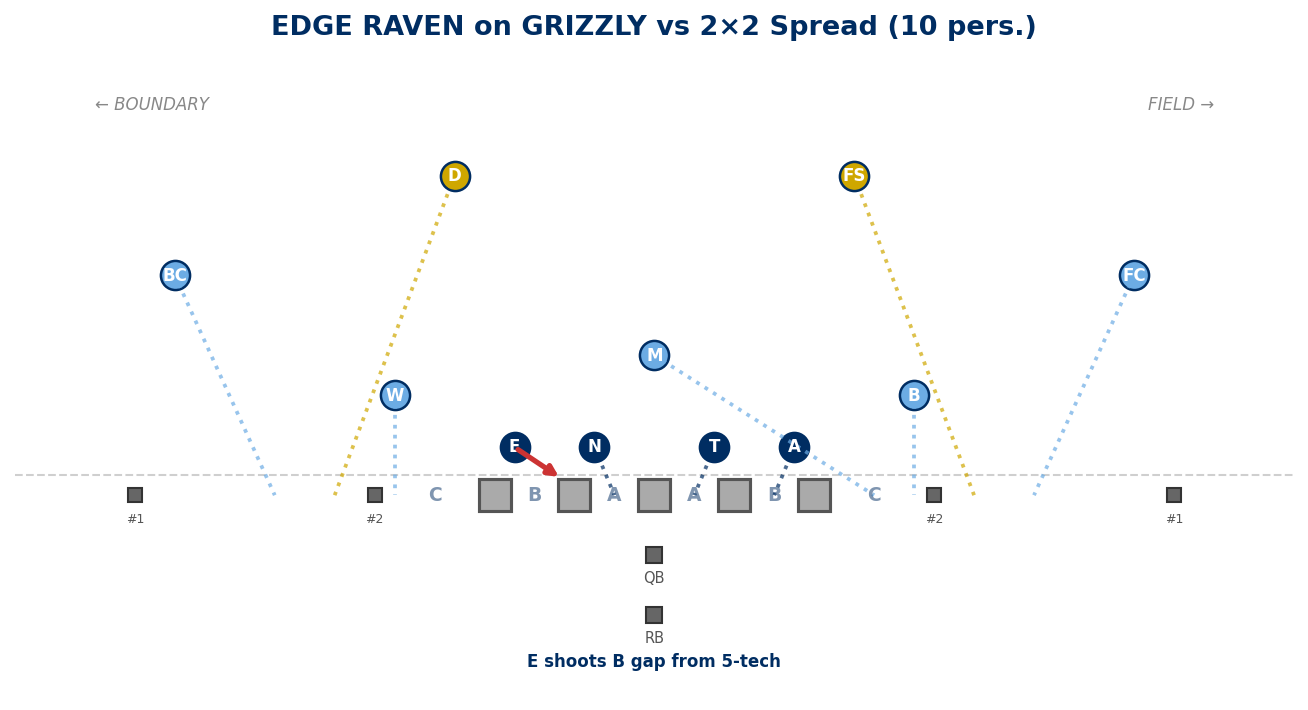 EDGE RAVEN on GRIZZLY vs 2×2 Spread (10 pers.)
← BOUNDARY
FIELD →
D
FS
BC
FC
M
W
B
E
N
T
A
C
B
A
A
B
C
#1
#2
#2
#1
QB
RB
E shoots B gap from 5-tech